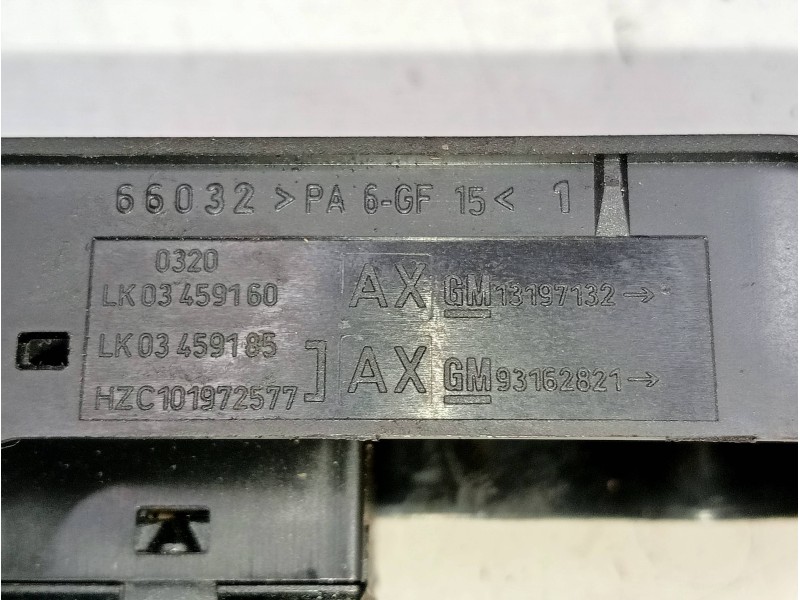 66032 >PA 6-GF 15< 1
0320
LK 03 459160 AX GM 13197132→
LK 03 459185
HZC101972577] AX GM 93162821→